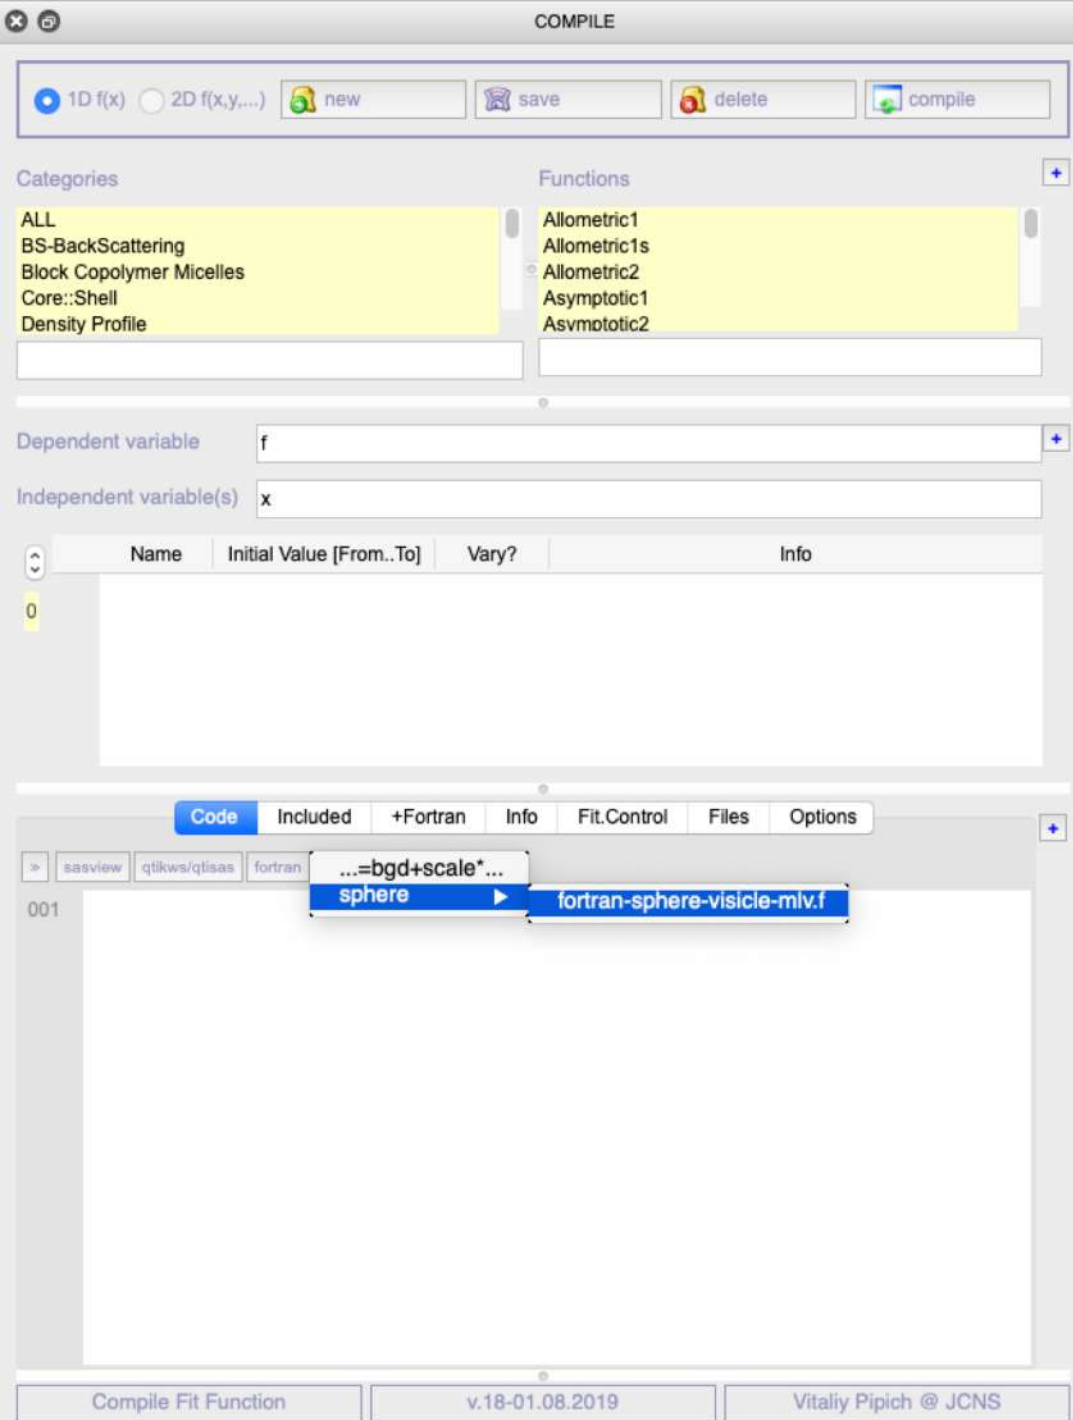 COMPILE
1D f(x) 2D f(x,y,...) new save delete compile
Categories Functions +
ALL
BS-BackScattering
Block Copolymer Micelles
Core::Shell
Density Profile
Allometric1
Allometric1s
Allometric2
Asymptotic1
Asymptotic2
Dependent variable f +
Independent variable(s) x
Name Initial Value [From..To] Vary? Info
0
Code Included +Fortran Info Fit.Control Files Options +
» sasview qtikws/qtisas fortran ...=bgd+scale*...
sphere fortran-sphere-visicle-mlv.f
001
Compile Fit Function v.18-01.08.2019 Vitaliy Pipich @ JCNS